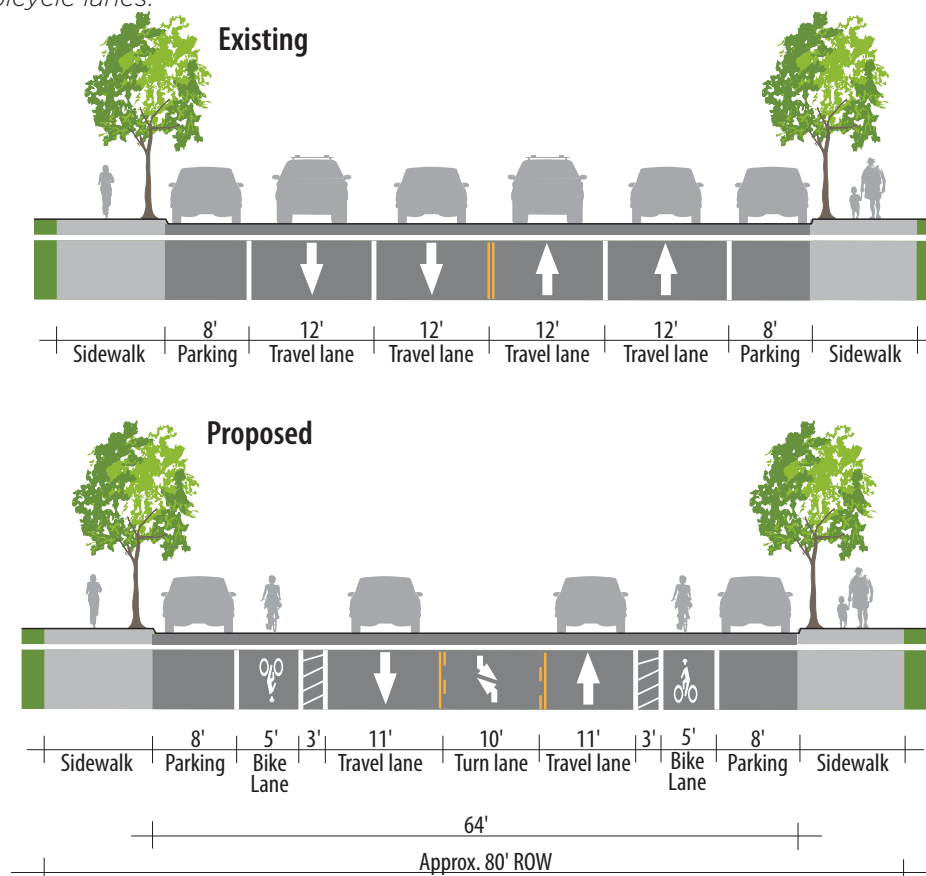 bicycle lanes.
Existing
8' 12' 12' 12' 12' 8'
Sidewalk Parking Travel lane Travel lane Travel lane Travel lane Parking Sidewalk
Proposed
8' 5' 3' 11' 10' 11' 3' 5' 8'
Sidewalk Parking Bike Travel lane Turn lane Travel lane Bike Parking Sidewalk
Lane Lane
64'
Approx. 80' ROW